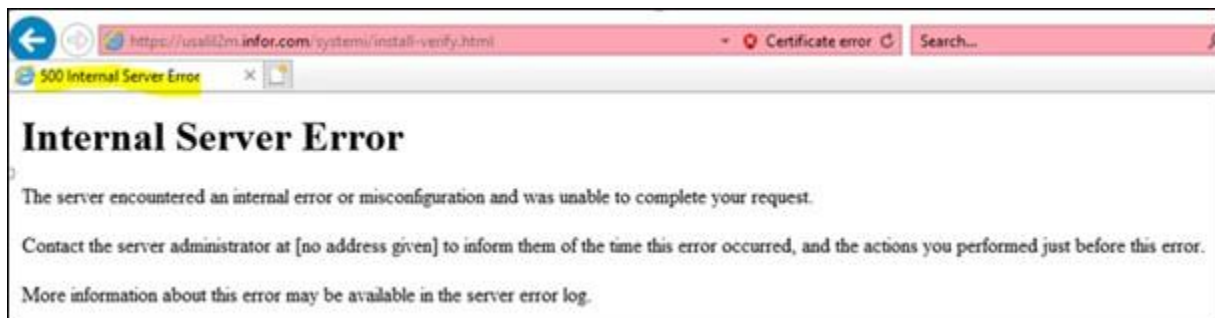 https://usalil2m.infor.com/systemi/install-verify.html Certificate error Search...
500 Internal Server Error
Internal Server Error
The server encountered an internal error or misconfiguration and was unable to complete your request.
Contact the server administrator at [no address given] to inform them of the time this error occurred, and the actions you performed just before this error.
More information about this error may be available in the server error log.